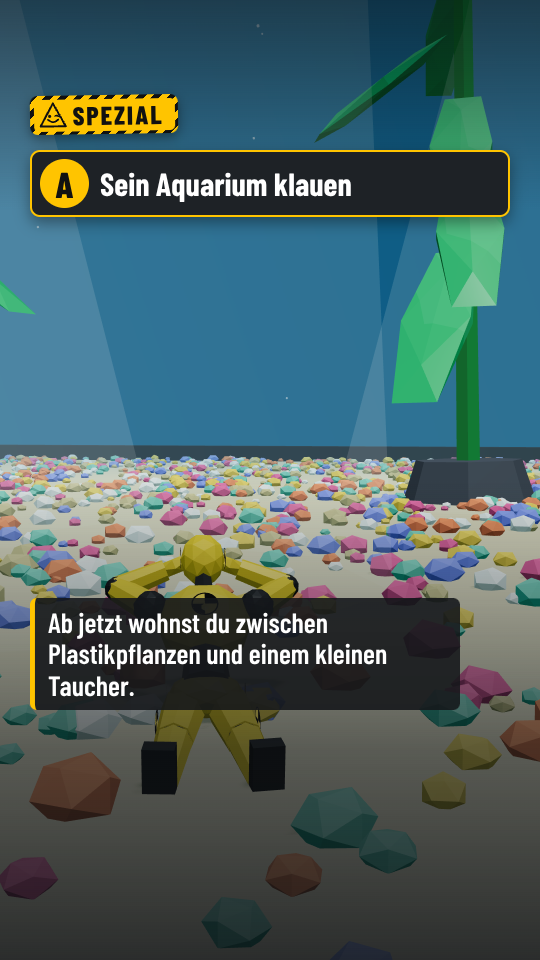 SPEZIAL
A Sein Aquarium klauen
Ab jetzt wohnst du zwischen
Plastikpflanzen und einem kleinen
Taucher.